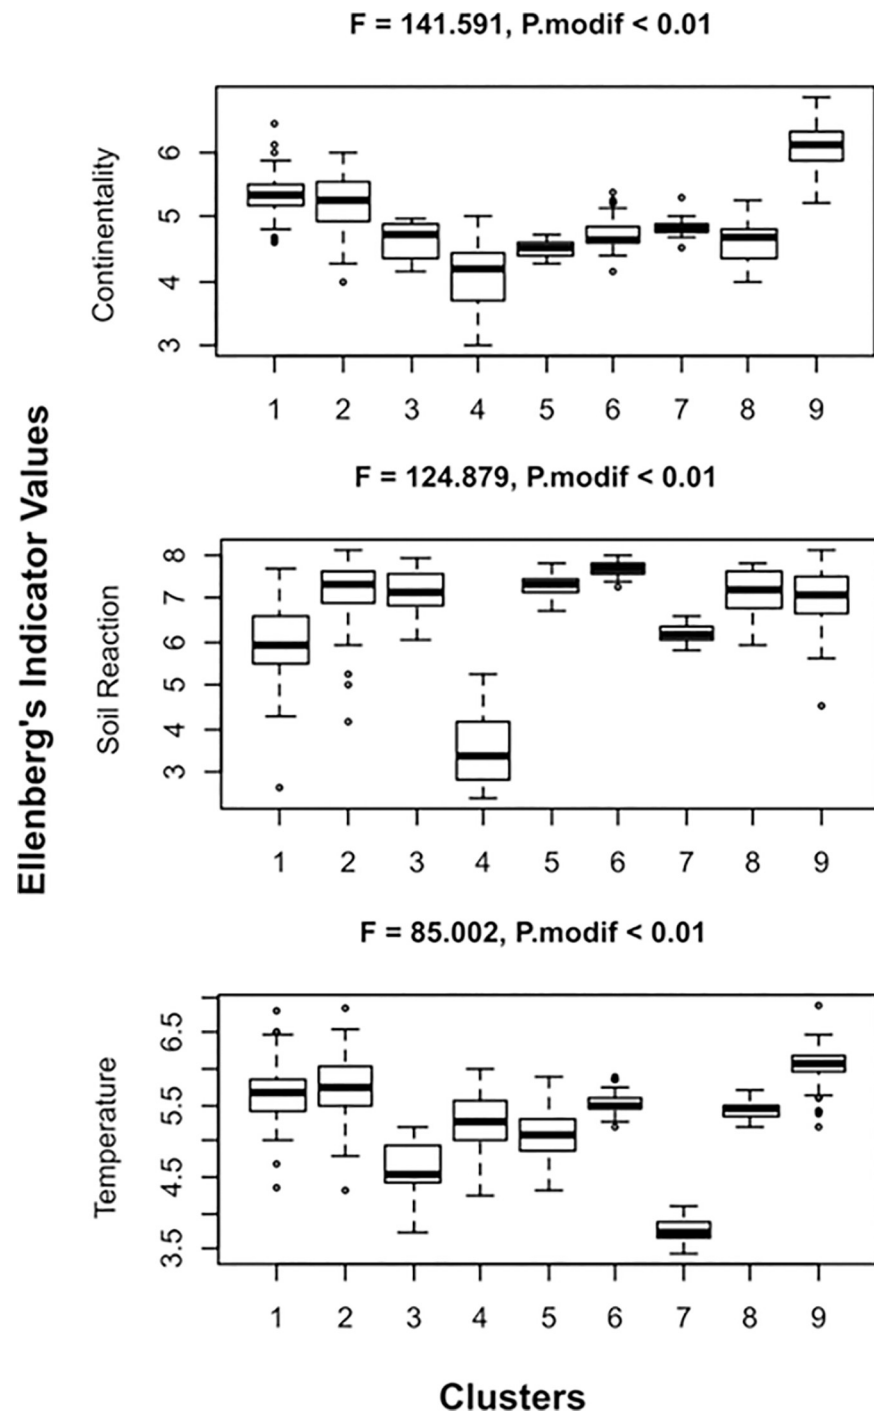 F = 141.591, P.modif < 0.01
Continentality
6
5
4
3
1 2 3 4 5 6 7 8 9
Ellenberg's Indicator Values
F = 124.879, P.modif < 0.01
Soil Reaction
8
7
6
5
4
3
1 2 3 4 5 6 7 8 9
F = 85.002, P.modif < 0.01
Temperature
6.5
5.5
4.5
3.5
1 2 3 4 5 6 7 8 9
Clusters